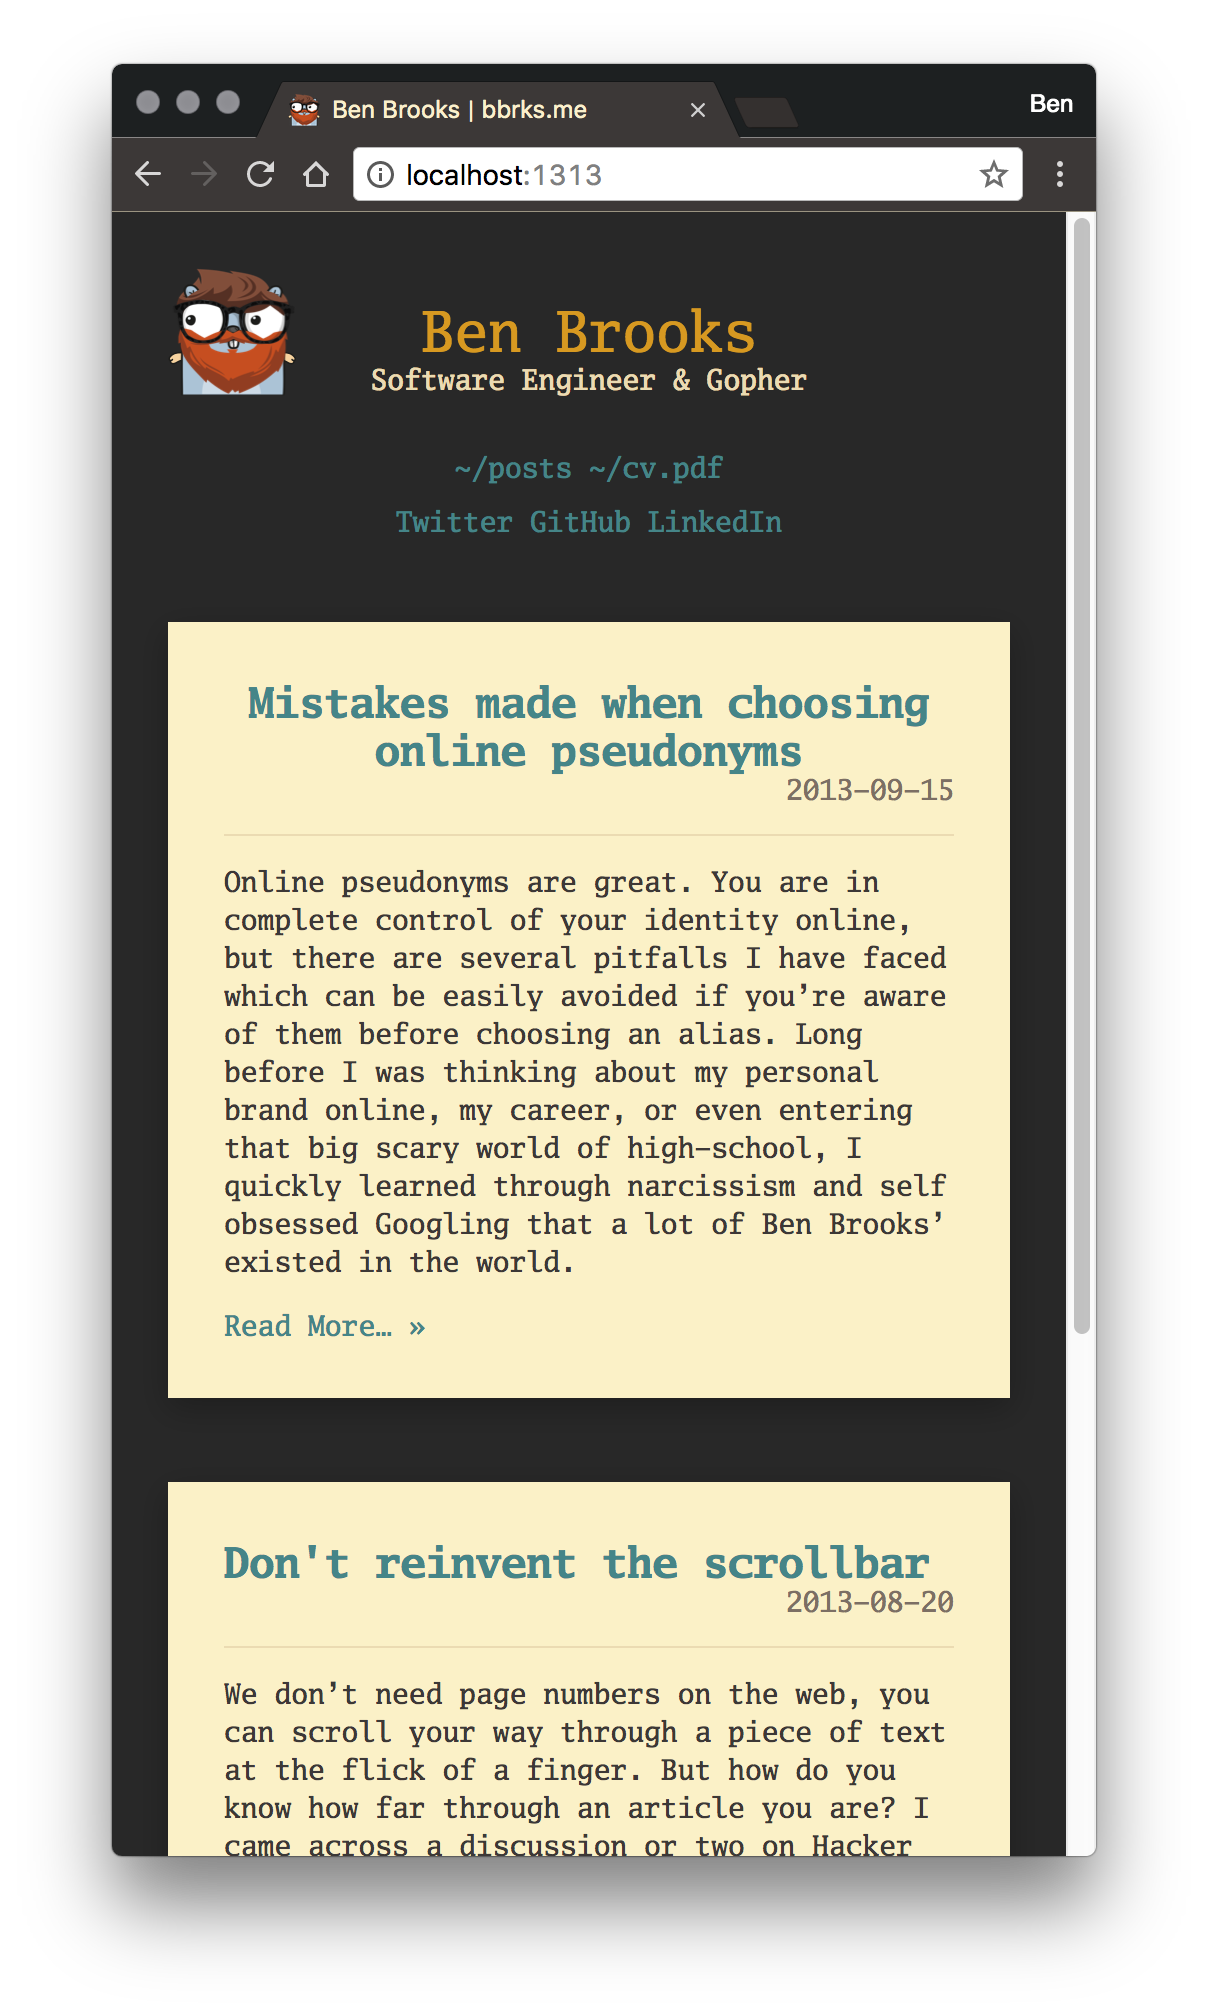 Ben Brooks | bbrks.me
Ben
localhost:1313
Ben Brooks
Software Engineer & Gopher
~/posts ~/cv.pdf
Twitter GitHub LinkedIn
Mistakes made when choosing
online pseudonyms
2013-09-15
Online pseudonyms are great. You are in
complete control of your identity online,
but there are several pitfalls I have faced
which can be easily avoided if you’re aware
of them before choosing an alias. Long
before I was thinking about my personal
brand online, my career, or even entering
that big scary world of high-school, I
quickly learned through narcissism and self
obsessed Googling that a lot of Ben Brooks’
existed in the world.
Read More… »
Don't reinvent the scrollbar
2013-08-20
We don’t need page numbers on the web, you
can scroll your way through a piece of text
at the flick of a finger. But how do you
know how far through an article you are? I
came across a discussion or two on Hacker